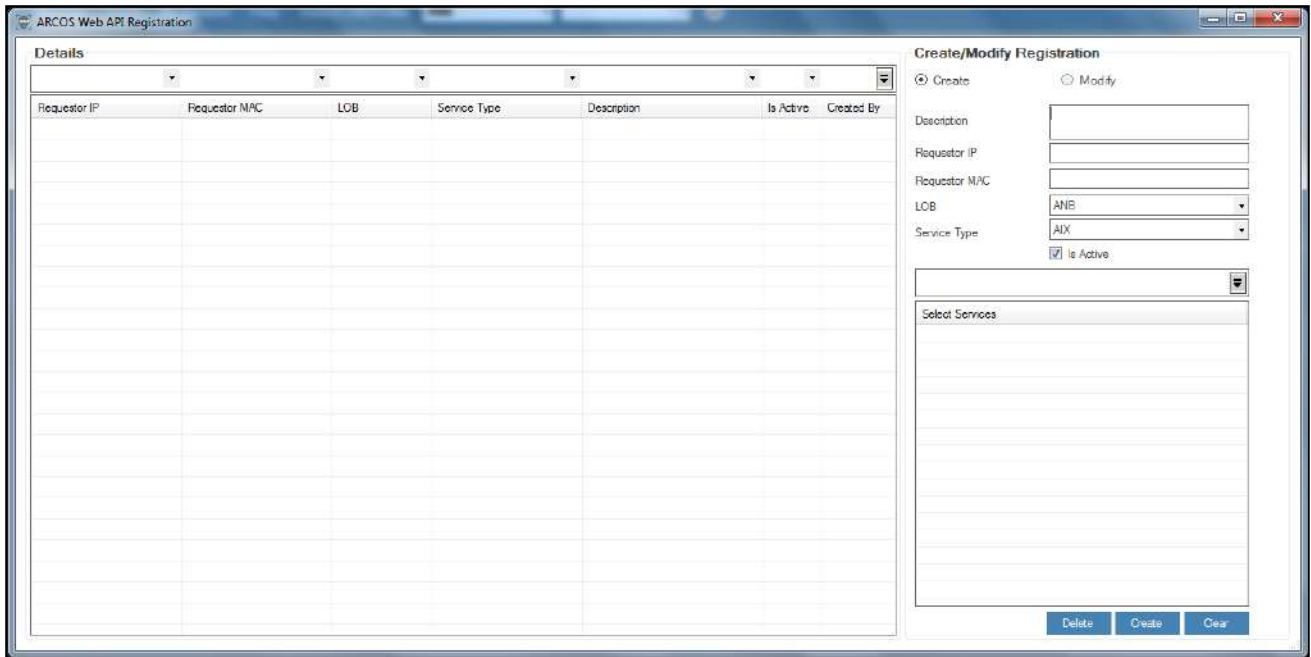 ARCOS Web API Registration
Details
Requestor IP Requestor MAC LOB Service Type Description Is Active Created By
Create/Modify Registration
Create Modify
Description
Requestor IP
Requestor MAC
LOB ANB
Service Type AIX
Is Active
Select Services
Delete Create Clear